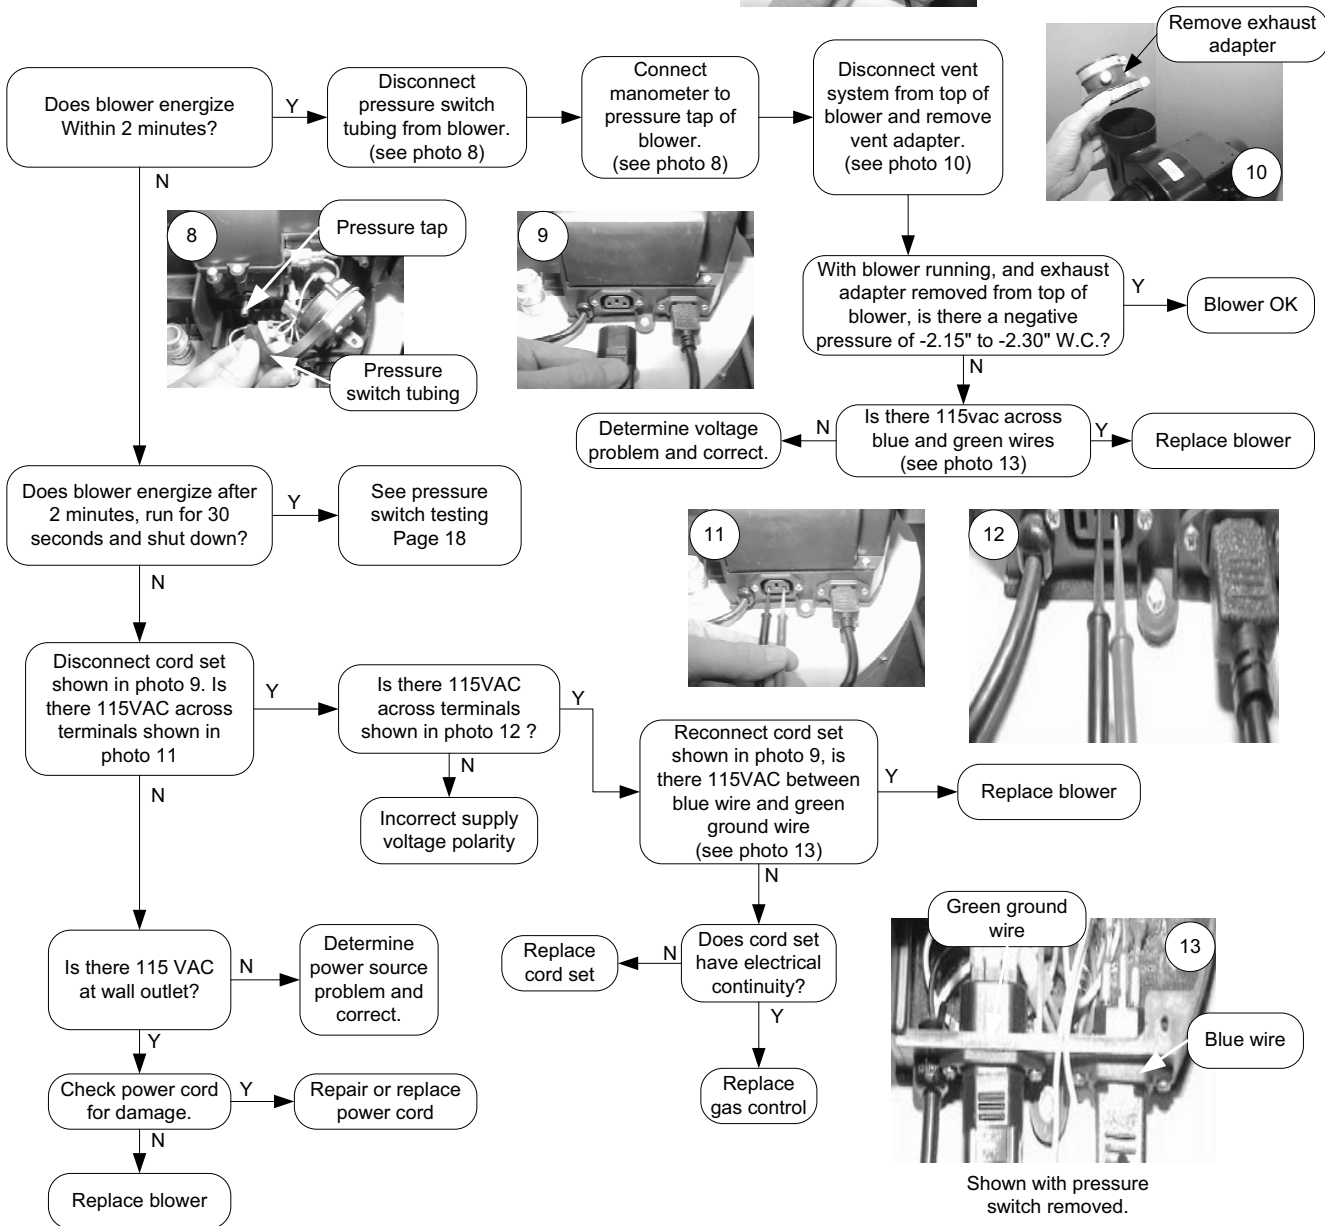 Remove exhaust
adapter
Does blower energize
Within 2 minutes?
Y
Disconnect
pressure switch
tubing from blower.
(see photo 8)
Connect
manometer to
pressure tap of
blower.
(see photo 8)
Disconnect vent
system from top of
blower and remove
vent adapter.
(see photo 10)
10
N
8
Pressure tap
Pressure
switch tubing
9
With blower running, and exhaust
adapter removed from top of
blower, is there a negative
pressure of -2.15" to -2.30" W.C.?
Y
Blower OK
N
Is there 115vac across
blue and green wires
(see photo 13)
N
Determine voltage
problem and correct.
Y
Replace blower
Does blower energize after
2 minutes, run for 30
seconds and shut down?
Y
See pressure
switch testing
Page 18
11
12
N
Disconnect cord set
shown in photo 9. Is
there 115VAC across
terminals shown in
photo 11
Y
Is there 115VAC
across terminals
shown in photo 12 ?
Y
N
Incorrect supply
voltage polarity
Reconnect cord set
shown in photo 9, is
there 115VAC between
blue wire and green
ground wire
(see photo 13)
Y
Replace blower
N
N
Does cord set
have electrical
continuity?
N
Replace
cord set
Y
Replace
gas control
Green ground
wire
13
Blue wire
Shown with pressure
switch removed.
Is there 115 VAC
at wall outlet?
N
Determine
power source
problem and
correct.
Y
Check power cord
for damage.
Y
Repair or replace
power cord
N
Replace blower